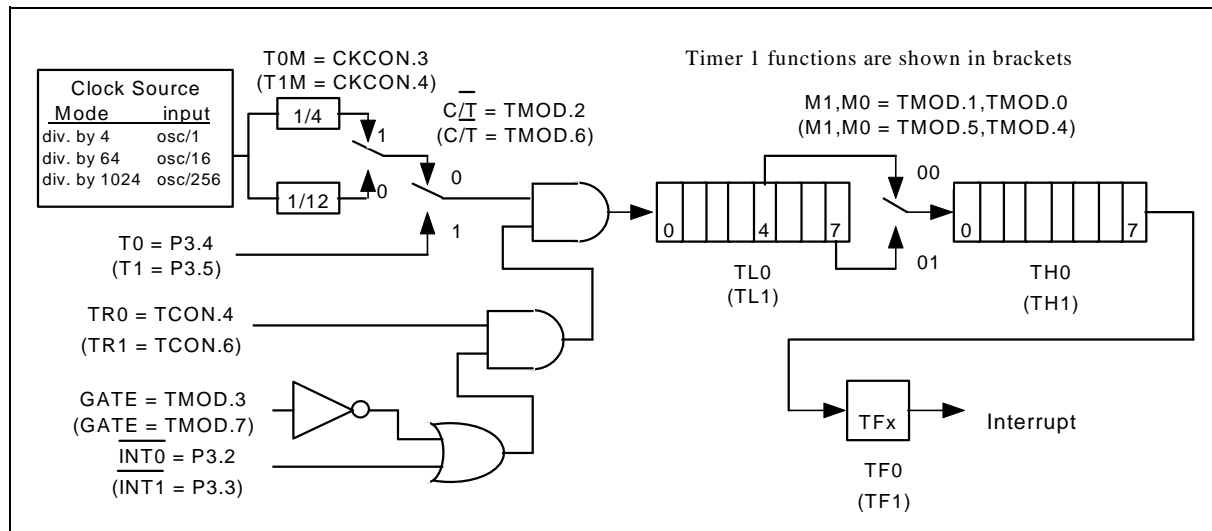 Timer 1 functions are shown in brackets
T0M = CKCON.3
(T1M = CKCON.4)
Clock Source
Mode input
div. by 4 osc/1
div. by 64 osc/16
div. by 1024 osc/256
1/4
1/12
1
0
C/T̅ = TMOD.2
(C/T̅ = TMOD.6)
0
1
M1,M0 = TMOD.1,TMOD.0
(M1,M0 = TMOD.5,TMOD.4)
00
01
0 4 7
TL0
(TL1)
0 7
TH0
(TH1)
T0 = P3.4
(T1 = P3.5)
TR0 = TCON.4
(TR1 = TCON.6)
GATE = TMOD.3
(GATE = TMOD.7)
I̅N̅T̅0̅ = P3.2
(I̅N̅T̅1̅ = P3.3)
TFx
Interrupt
TF0
(TF1)